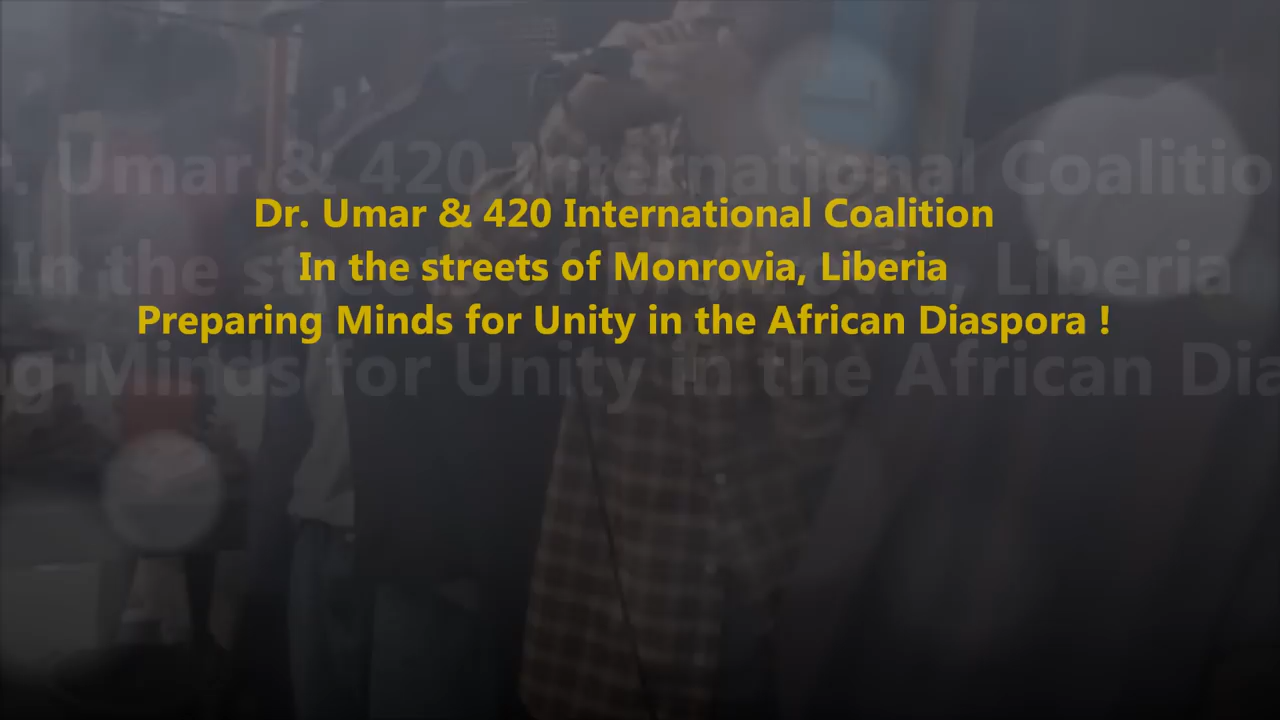 Dr. Umar & 420 International Coalition
In the streets of Monrovia, Liberia
Preparing Minds for Unity in the African Diaspora !